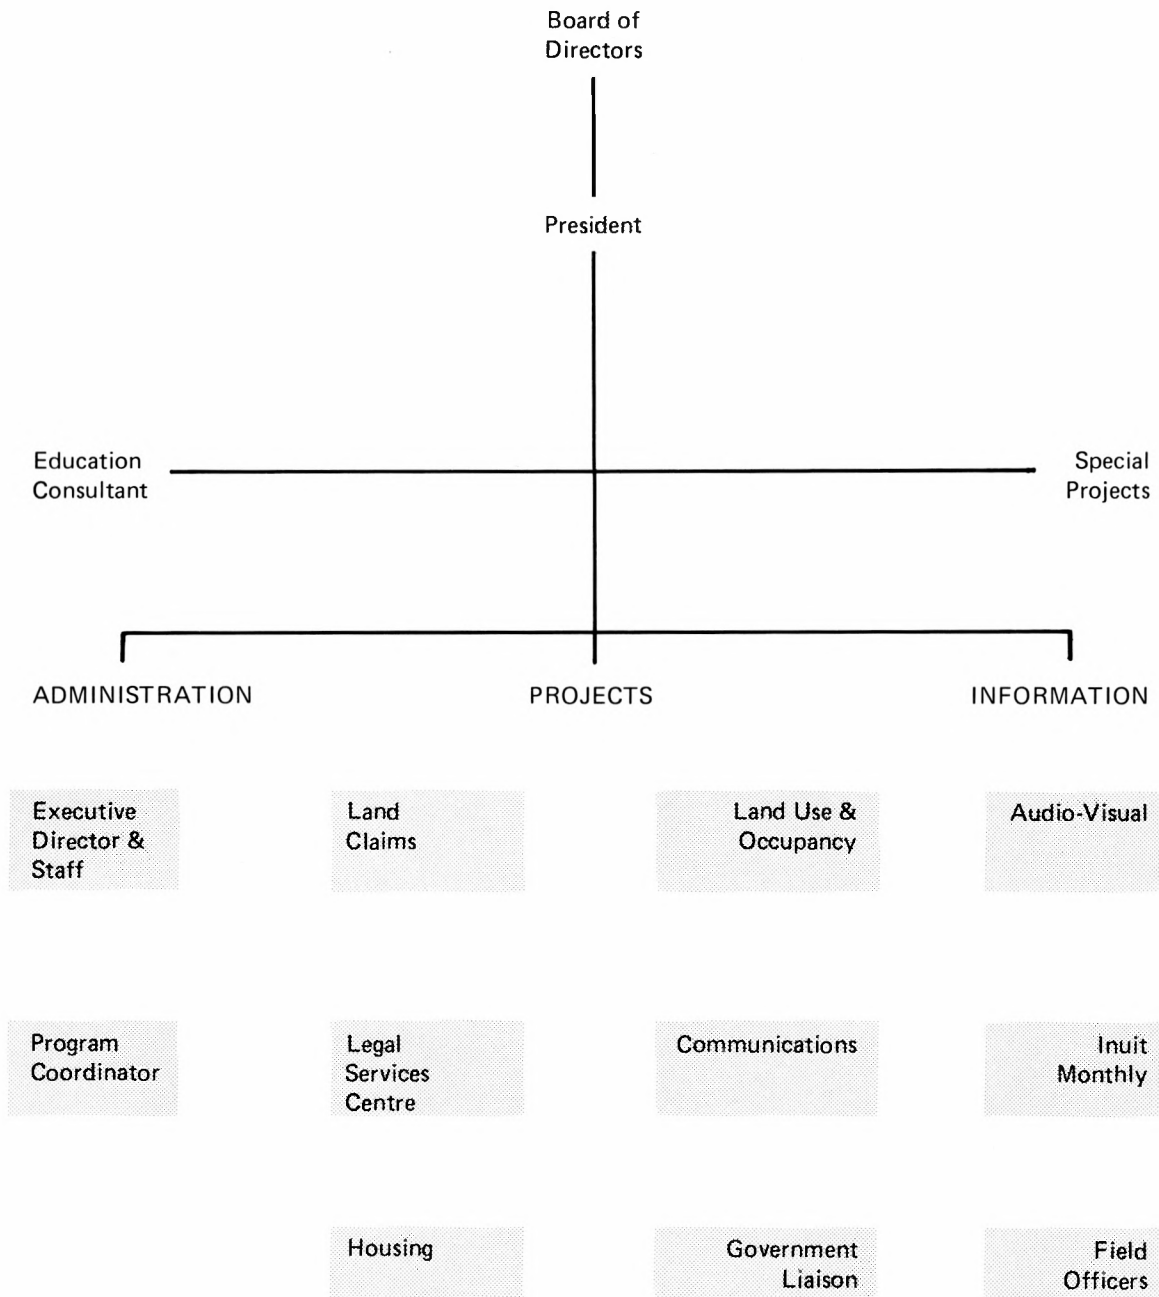 Board of
Directors
President
Education
Consultant
Special
Projects
ADMINISTRATION
PROJECTS
INFORMATION
Executive
Director &
Staff
Land
Claims
Land Use &
Occupancy
Audio-Visual
Program
Coordinator
Legal
Services
Centre
Communications
Inuit
Monthly
Housing
Government
Liaison
Field
Officers